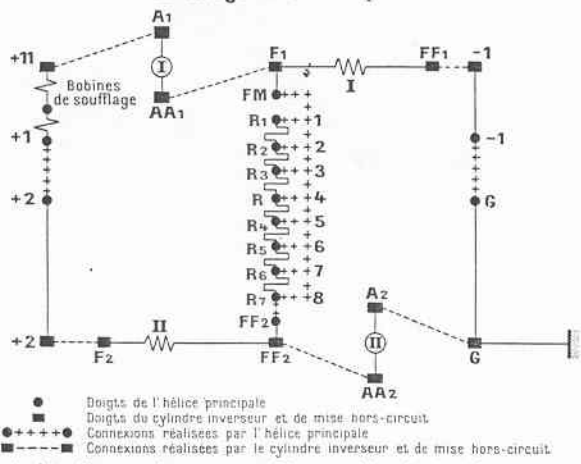 A1
+11
I
F1
FF1
-1
Bobines
de soufflage
AA1
FM
I
R1
1
+1
-1
R2
2
R3
3
+2
R
4
G
R4
5
R5
6
R6
7
R7
8
A2
FF2
II
+2
F2
FF2
II
G
AA2
Doigts de l'hélice principale
Doigts du cylindre inverseur et de mise hors-circuit
Connexions réalisées par l'hélice principale
Connexions réalisées par le cylindre inverseur et de mise hors-circuit